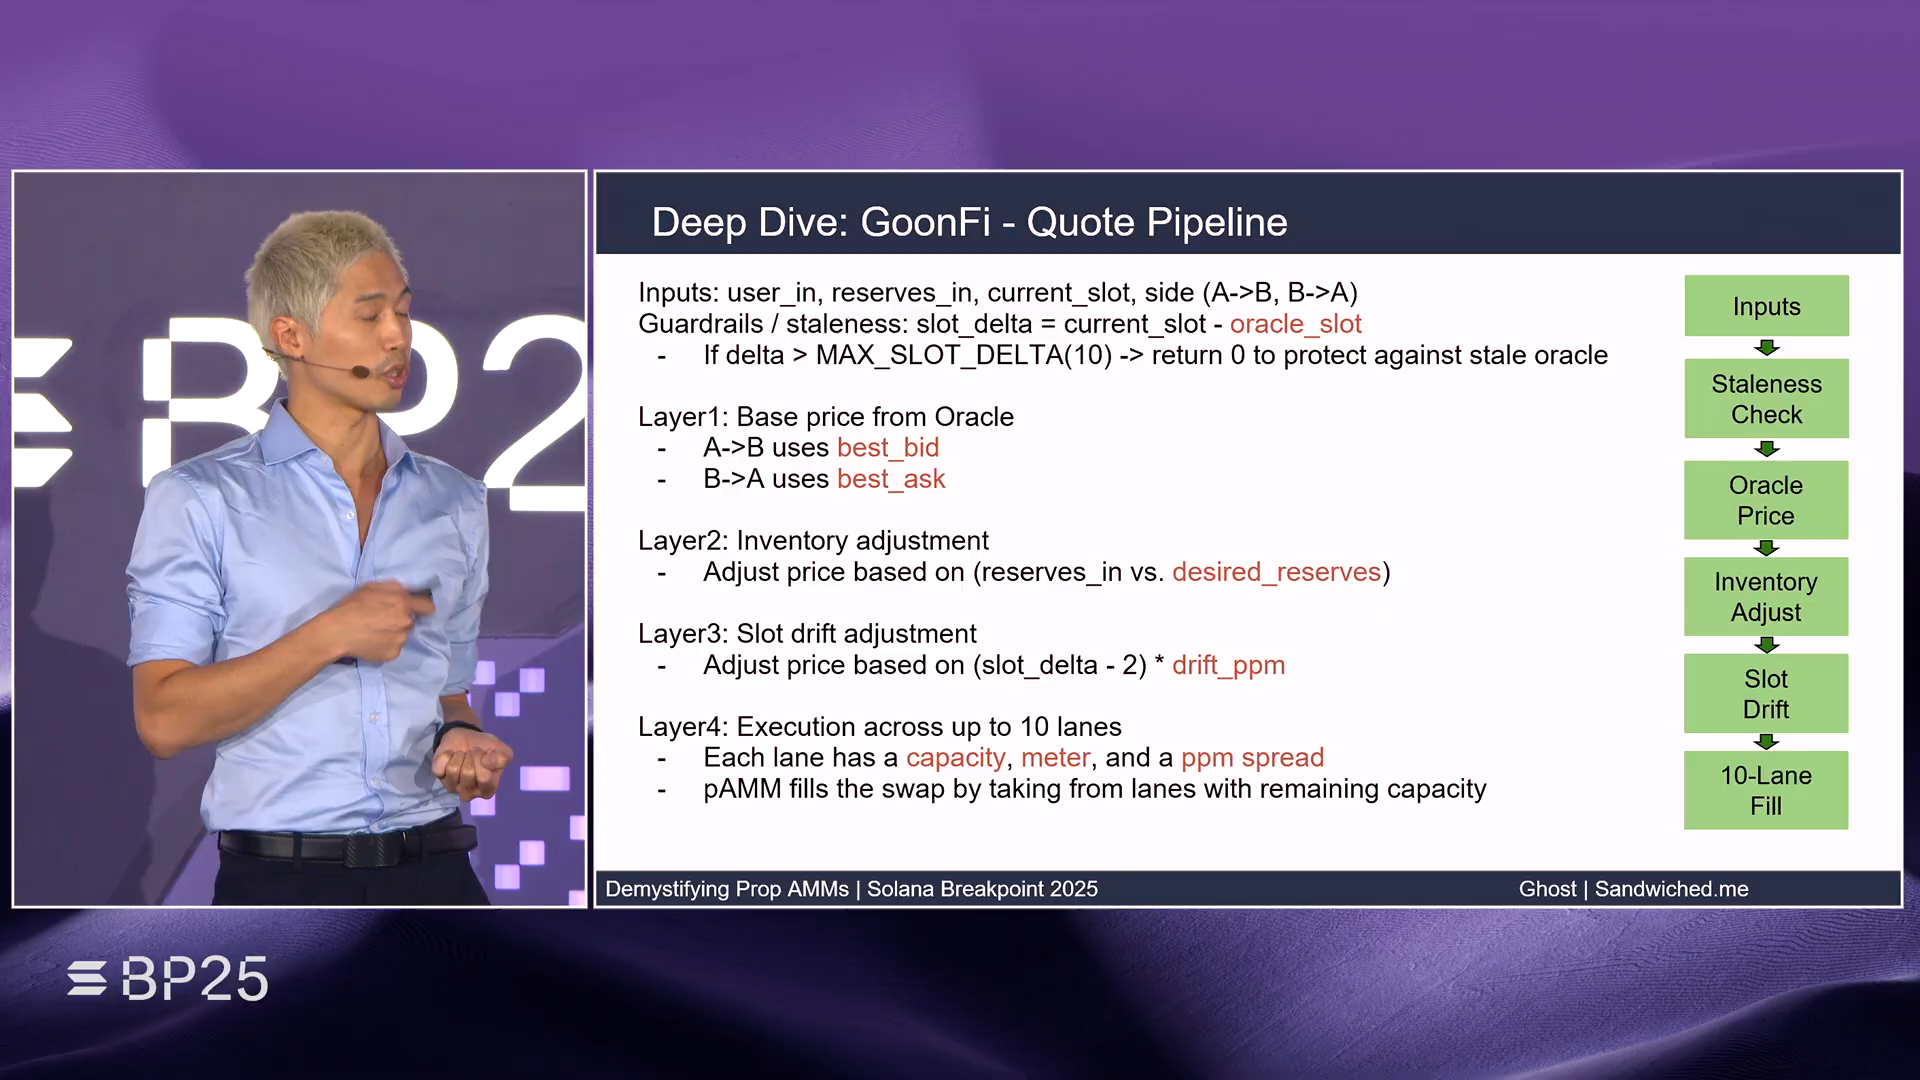 BP2
Deep Dive: GoonFi - Quote Pipeline
Inputs: user_in, reserves_in, current_slot, side (A->B, B->A)
Guardrails / staleness: slot_delta = current_slot - oracle_slot
- If delta > MAX_SLOT_DELTA(10) -> return 0 to protect against stale oracle
Layer1: Base price from Oracle
- A->B uses best_bid
- B->A uses best_ask
Layer2: Inventory adjustment
- Adjust price based on (reserves_in vs. desired_reserves)
Layer3: Slot drift adjustment
- Adjust price based on (slot_delta - 2) * drift_ppm
Layer4: Execution across up to 10 lanes
- Each lane has a capacity, meter, and a ppm spread
- pAMM fills the swap by taking from lanes with remaining capacity
Inputs
Staleness
Check
Oracle
Price
Inventory
Adjust
Slot
Drift
10-Lane
Fill
Demystifying Prop AMMs | Solana Breakpoint 2025
Ghost | Sandwiched.me
BP25